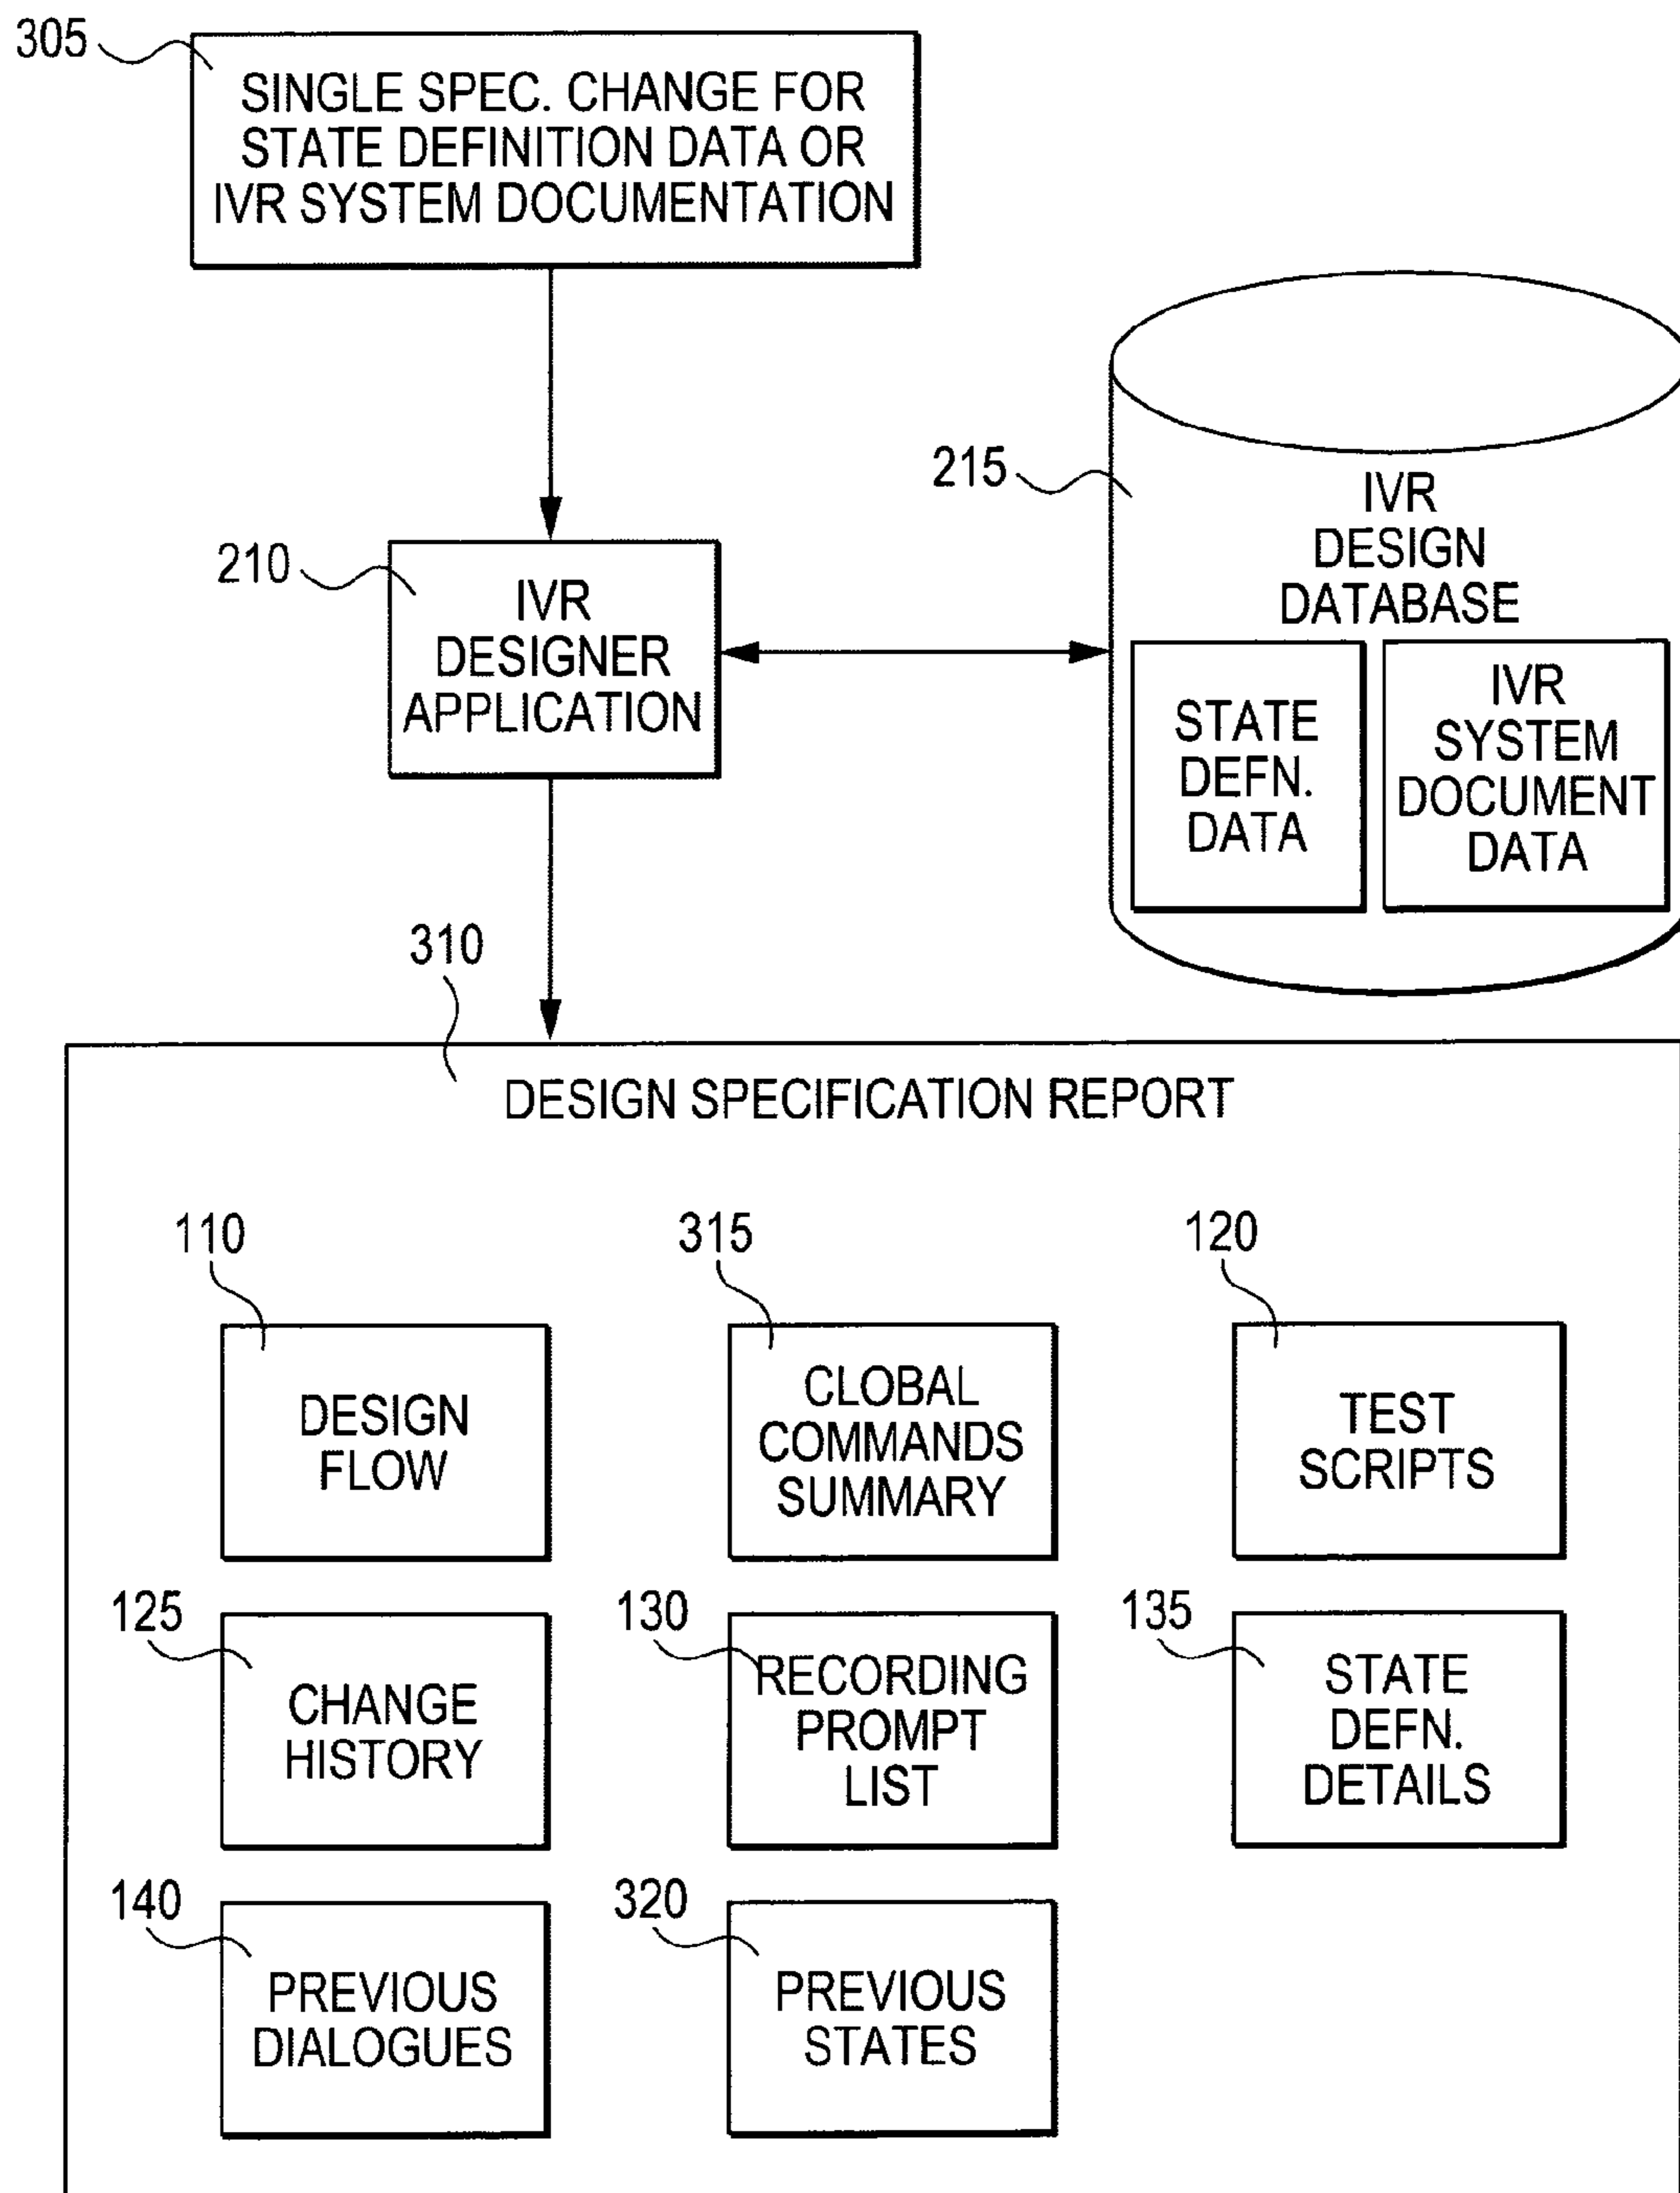 305
SINGLE SPEC. CHANGE FOR
STATE DEFINITION DATA OR
IVR SYSTEM DOCUMENTATION
210
IVR
DESIGNER
APPLICATION
215
IVR
DESIGN
DATABASE
STATE
DEFN.
DATA
IVR
SYSTEM
DOCUMENT
DATA
310
DESIGN SPECIFICATION REPORT
110
DESIGN
FLOW
315
CLOBAL
COMMANDS
SUMMARY
120
TEST
SCRIPTS
125
CHANGE
HISTORY
130
RECORDING
PROMPT
LIST
135
STATE
DEFN.
DETAILS
140
PREVIOUS
DIALOGUES
320
PREVIOUS
STATES